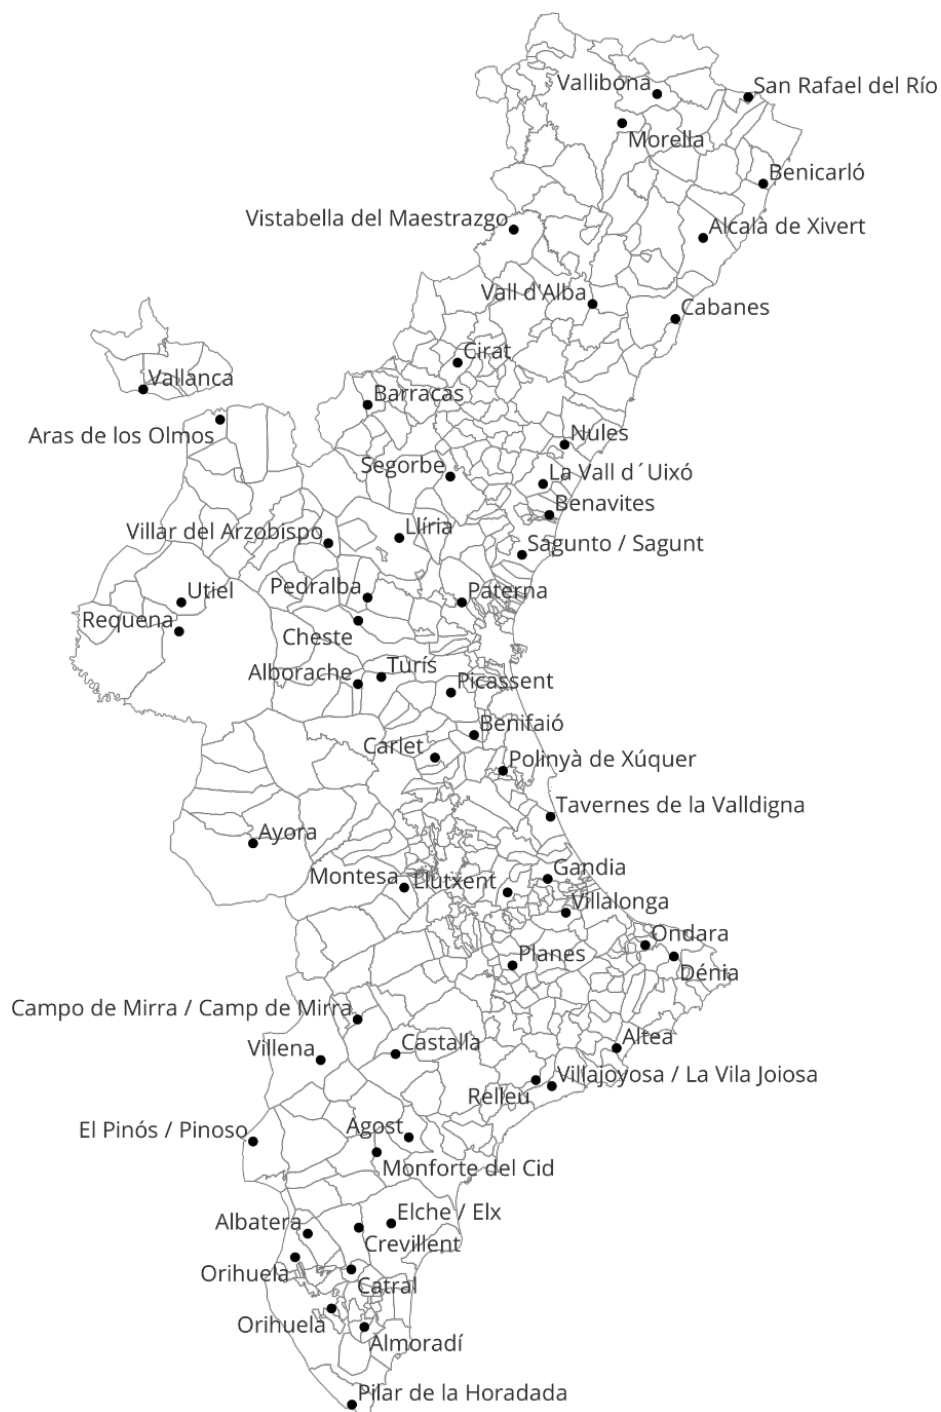 Vallibona
San Rafael del Río
Morella
Benicarló
Vistabella del Maestrazgo
Alcalà de Xivert
Vall d'Alba
Cabanes
Cirat
Vallanca
Barracas
Aras de los Olmos
Nules
Segorbe
La Vall d´Uixó
Benavites
Villar del Arzobispo
Llíria
Sagunto / Sagunt
Utiel
Pedralba
Paterna
Requena
Cheste
Turís
Alborache
Picassent
Benifaió
Carlet
Polinyà de Xúquer
Tavernes de la Valldigna
Ayora
Gandia
Montesa
Llutxent
Villalonga
Ondara
Planes
Dénia
Campo de Mirra / Camp de Mirra
Altea
Castalla
Villena
Villajoyosa / La Vila Joiosa
Relleu
Agost
El Pinós / Pinoso
Monforte del Cid
Elche / Elx
Albatera
Crevillent
Orihuela
Catral
Orihuela
Almoradí
Pilar de la Horadada